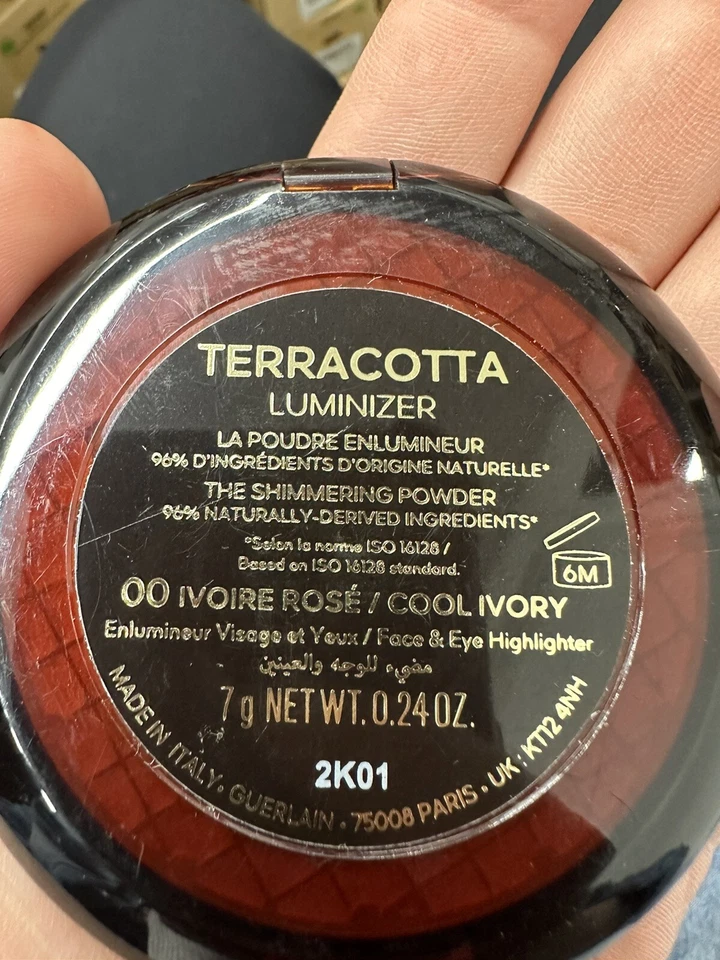 TERRACOTTA
LUMINIZER
LA POUDRE ENLUMINEUR
96% D'INGRÉDIENTS D'ORIGINE NATURELLE*
THE SHIMMERING POWDER
96% NATURALLY-DERIVED INGREDIENTS*
*Selon la norme ISO 16128 /
Based on ISO 16128 standard.
6M
00 IVOIRE ROSÉ / COOL IVORY
Enlumineur Visage et Yeux / Face & Eye Highlighter
مضيء للوجه والعينين
7 g NET WT. 0.24 OZ.
2K01
MADE IN ITALY. GUERLAIN • 75008 PARIS • UK : KT12 4NH